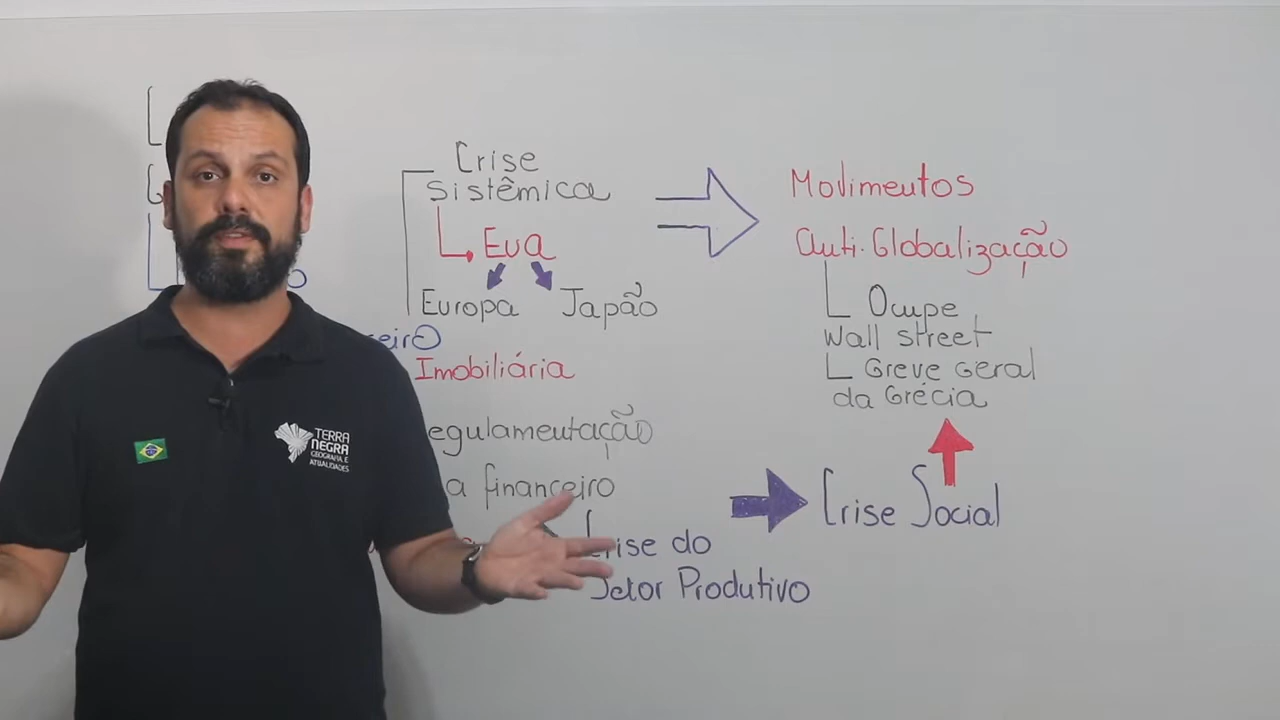 Crise
Sistêmica
Eua
Europa
Japão
Imobiliária
financeiro
Crise do
Setor Produtivo
Movimentos
Anti-Globalização
Ocupe
Wall Street
Greve Geral
da Grécia
Crise Social
TERRA
NEGRA
GEOGRAFIA E
ATUALIDADES